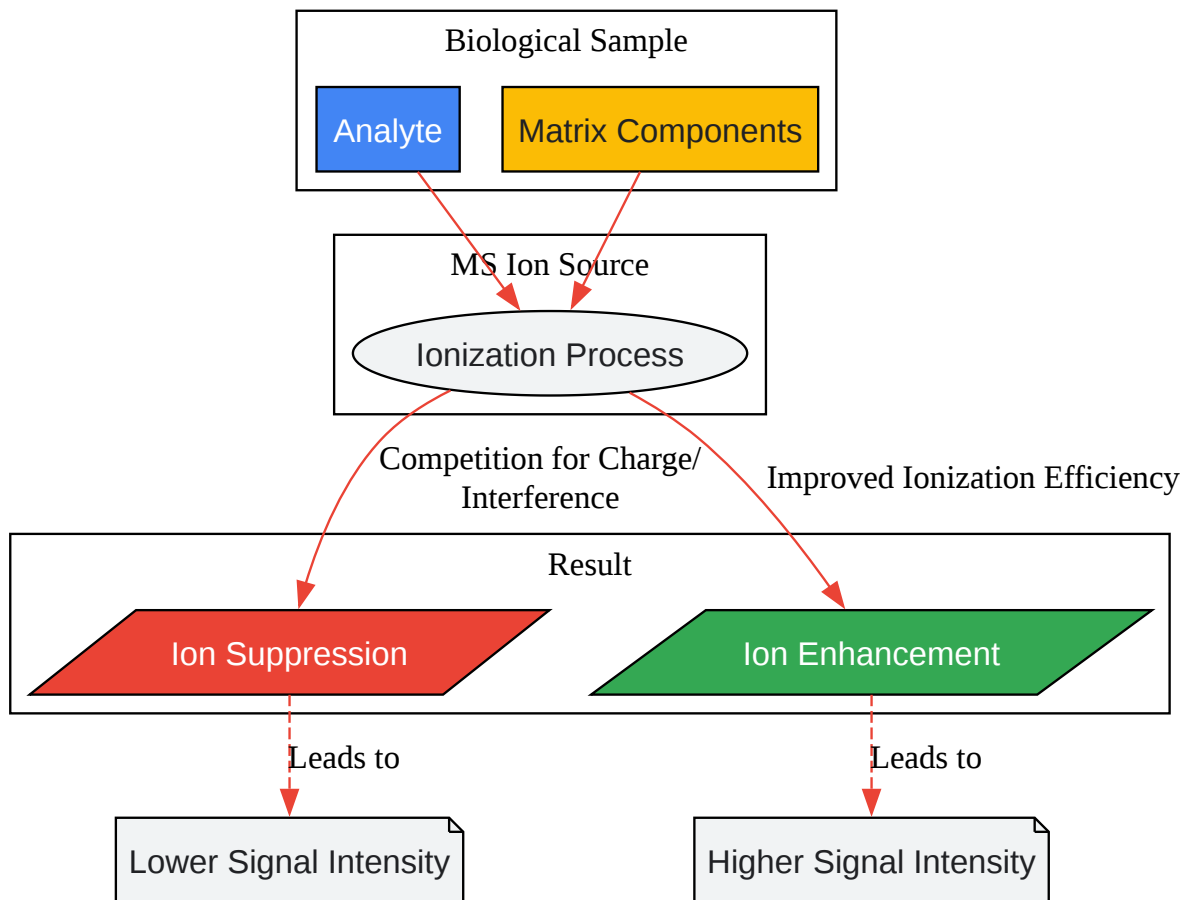 Biological Sample
Analyte
Matrix Components
MS Ion Source
Ionization Process
Competition for Charge/
Interference
Improved Ionization Efficiency
Result
Ion Suppression
Ion Enhancement
Leads to
Leads to
Lower Signal Intensity
Higher Signal Intensity